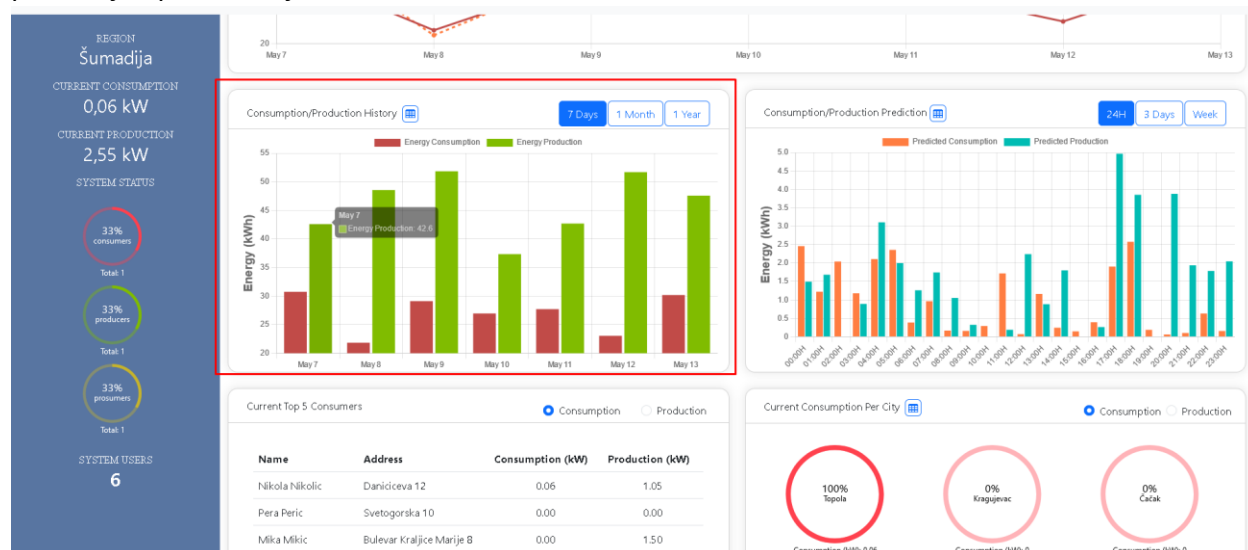 REGION
Šumadija
CURRENT CONSUMPTION
0,06 kW
CURRENT PRODUCTION
2,55 kW
SYSTEM STATUS
33%
consumers
Total: 1
33%
producers
Total: 1
33%
prosumers
Total: 1
SYSTEM USERS
6
20
May 7 May 8 May 9 May 10 May 11 May 12 May 13
Consumption/Production History
7 Days 1 Month 1 Year
Energy Consumption Energy Production
Energy (kWh)
55
50
45
40
35
30
25
20
May 7
Energy Production: 42.6
May 7 May 8 May 9 May 10 May 11 May 12 May 13
Consumption/Production Prediction
24H 3 Days Week
Predicted Consumption Predicted Production
Energy (kWh)
5.0
4.5
4.0
3.5
3.0
2.5
2.0
1.5
1.0
0.5
0
00:00H 01:00H 02:00H 03:00H 04:00H 05:00H 06:00H 07:00H 08:00H 09:00H 10:00H 11:00H 12:00H 13:00H 14:00H 15:00H 16:00H 17:00H 18:00H 19:00H 20:00H 21:00H 22:00H 23:00H
Current Top 5 Consumers
Consumption Production
Name Address Consumption (kW) Production (kW)
Nikola Nikolic Daniciceva 12 0.06 1.05
Pera Peric Svetogorska 10 0.00 0.00
Mika Mikic Bulevar Kraljice Marije 8 0.00 1.50
Current Consumption Per City
Consumption Production
100%
Topola
0%
Kragujevac
0%
Čačak